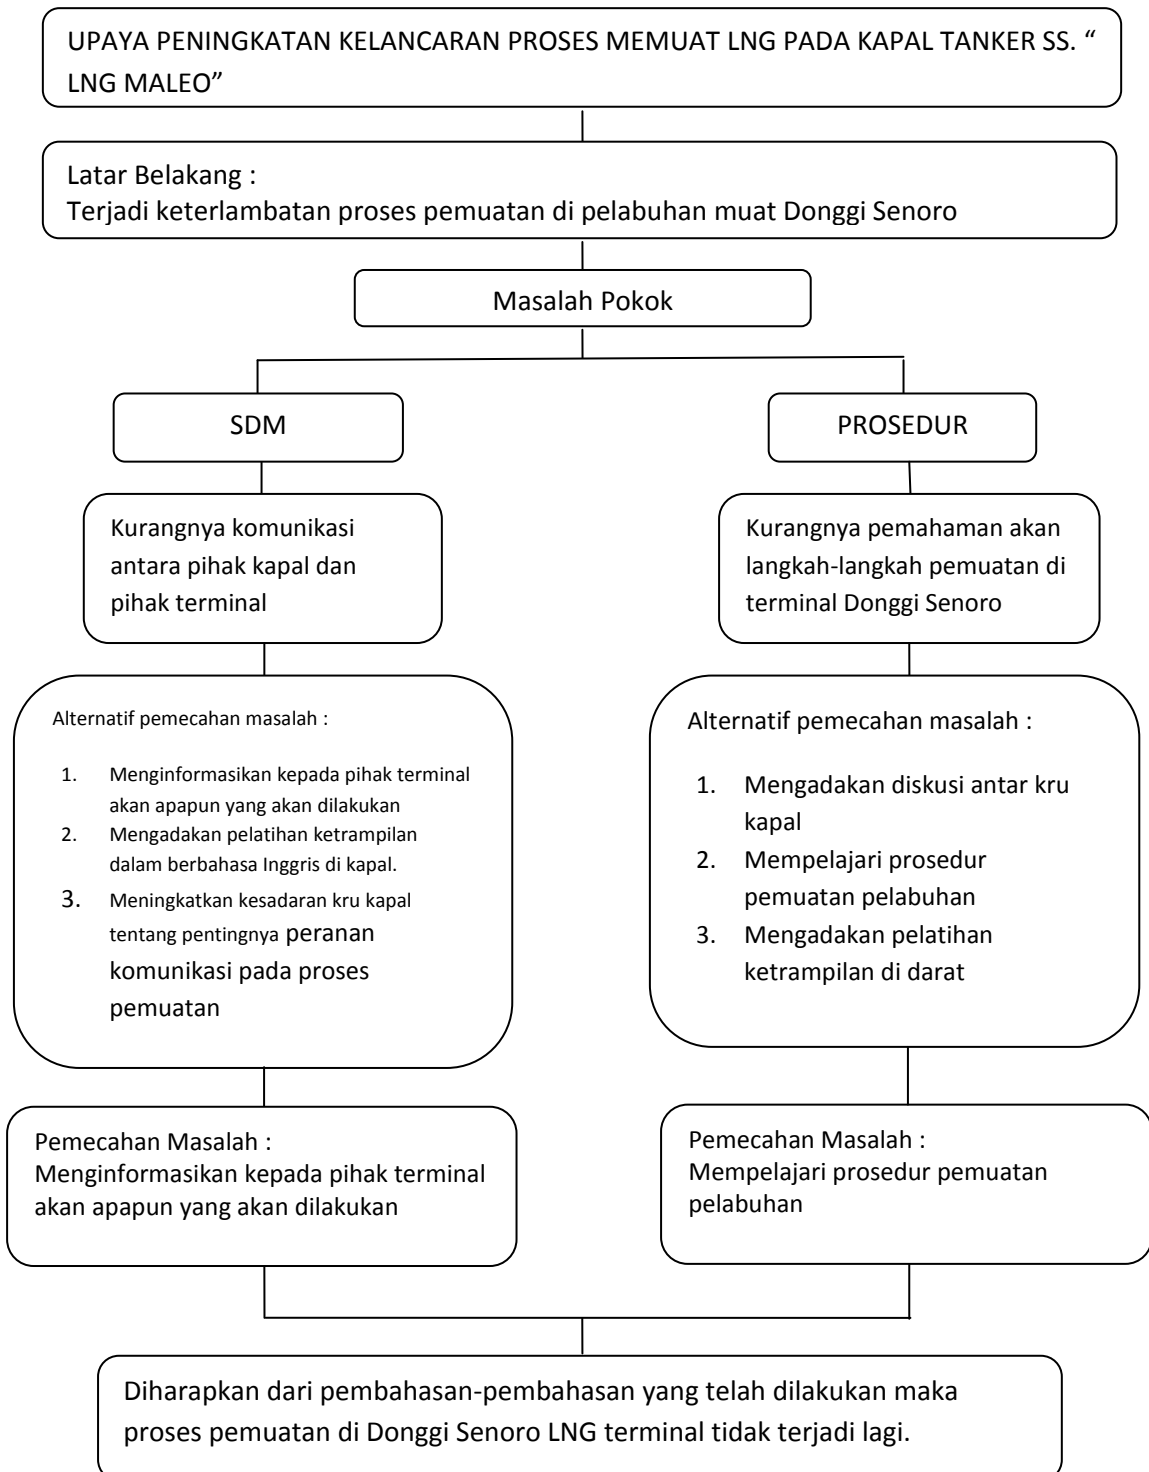 UPAYA PENINGKATAN KELANCARAN PROSES MEMUAT LNG PADA KAPAL TANKER SS. “
LNG MALEO”
Latar Belakang :
Terjadi keterlambatan proses pemuatan di pelabuhan muat Donggi Senoro
Masalah Pokok
SDM
PROSEDUR
Kurangnya komunikasi
antara pihak kapal dan
pihak terminal
Kurangnya pemahaman akan
langkah-langkah pemuatan di
terminal Donggi Senoro
Alternatif pemecahan masalah :
1. Menginformasikan kepada pihak terminal
akan apapun yang akan dilakukan
2. Mengadakan pelatihan ketrampilan
dalam berbahasa Inggris di kapal.
3. Meningkatkan kesadaran kru kapal
tentang pentingnya peranan
komunikasi pada proses
pemuatan
Alternatif pemecahan masalah :
1. Mengadakan diskusi antar kru
kapal
2. Mempelajari prosedur
pemuatan pelabuhan
3. Mengadakan pelatihan
ketrampilan di darat
Pemecahan Masalah :
Menginformasikan kepada pihak terminal
akan apapun yang akan dilakukan
Pemecahan Masalah :
Mempelajari prosedur pemuatan
pelabuhan
Diharapkan dari pembahasan-pembahasan yang telah dilakukan maka
proses pemuatan di Donggi Senoro LNG terminal tidak terjadi lagi.